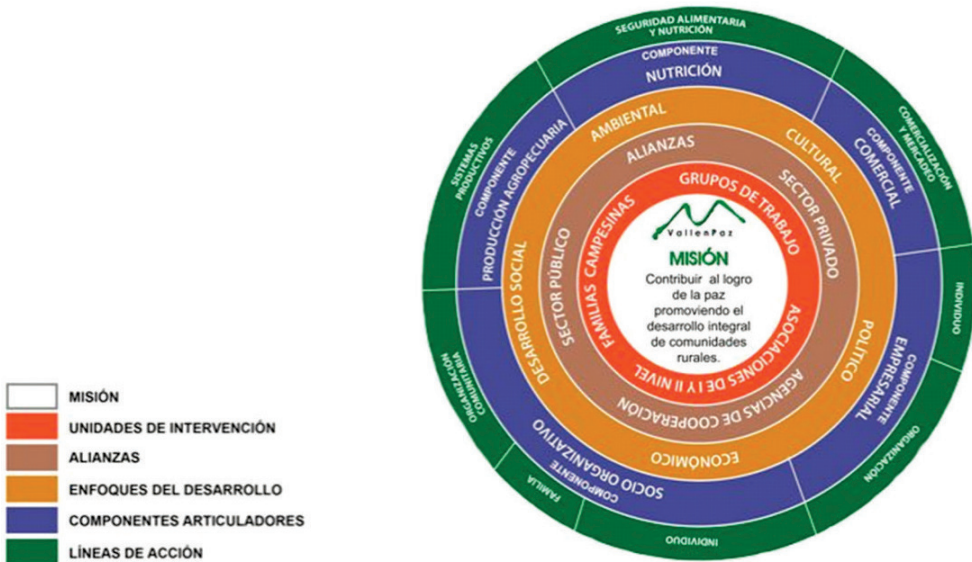 SEGURIDAD ALIMENTARIA
Y NUTRICIÓN
COMERCIALIZACIÓN
Y MERCADEO
INDIVIDUO
ORGANIZACIÓN
INDIVIDUO
FAMILIA
ORGANIZACIÓN
COMUNITARIA
SISTEMAS
PRODUCTIVOS
COMPONENTE
NUTRICIÓN
COMPONENTE
COMERCIAL
COMPONENTE
EMPRESARIAL
COMPONENTE
SOCIO ORGANIZATIVO
COMPONENTE
PRODUCCIÓN AGROPECUARIA
AMBIENTAL
CULTURAL
POLÍTICO
ECONÓMICO
DESARROLLO SOCIAL
ALIANZAS
SECTOR PRIVADO
AGENCIAS DE COOPERACIÓN
SECTOR PÚBLICO
GRUPOS DE TRABAJO
ASOCIACIONES DE I Y II NIVEL
FAMILIAS CAMPESINAS
VallenPaz
MISIÓN
Contribuir al logro
de la paz
promoviendo el
desarrollo integral
de comunidades
rurales.
MISIÓN
UNIDADES DE INTERVENCIÓN
ALIANZAS
ENFOQUES DEL DESARROLLO
COMPONENTES ARTICULADORES
LÍNEAS DE ACCIÓN